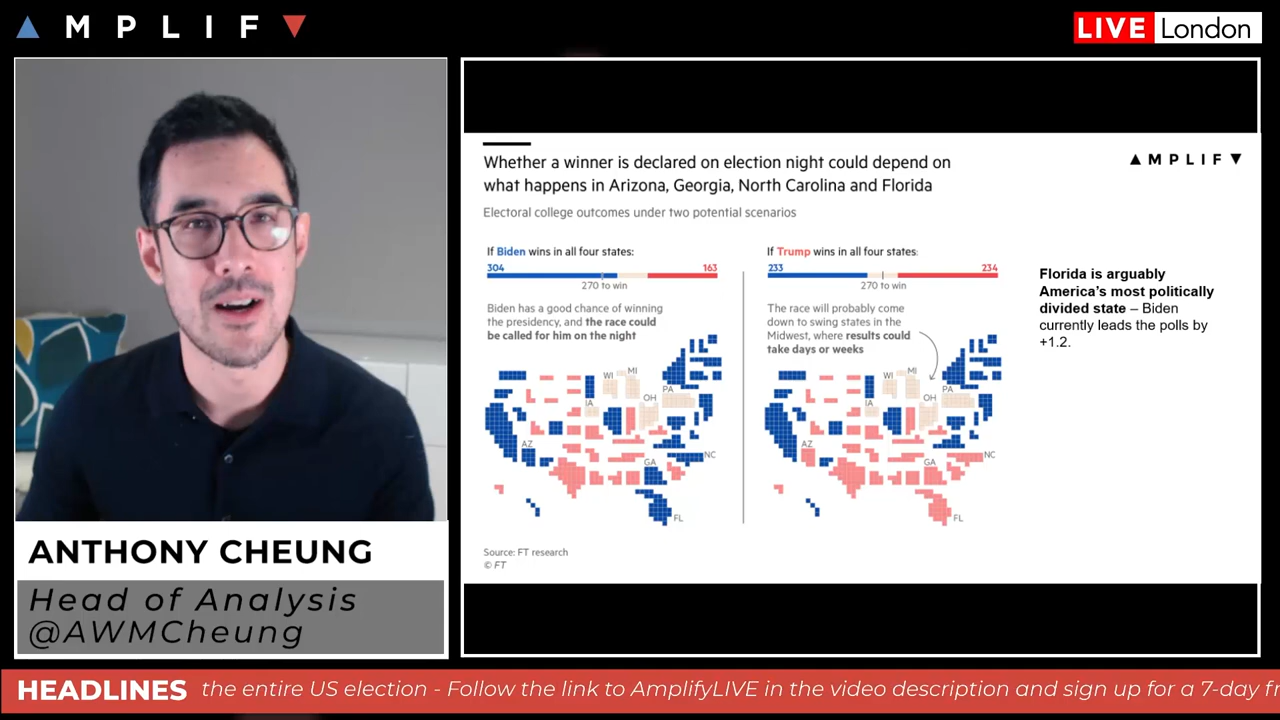 AMPLIFY
LIVE London
Whether a winner is declared on election night could depend on
what happens in Arizona, Georgia, North Carolina and Florida
AMPLIFY
Electoral college outcomes under two potential scenarios
If Biden wins in all four states:
304 163
270 to win
Biden has a good chance of winning
the presidency, and the race could
be called for him on the night
WI
MI
PA
IA
OH
AZ
NC
GA
FL
If Trump wins in all four states:
233 234
270 to win
The race will probably come
down to swing states in the
Midwest, where results could
take days or weeks
WI
MI
PA
IA
OH
AZ
NC
GA
FL
Florida is arguably
America's most politically
divided state – Biden
currently leads the polls by
+1.2.
Source: FT research
© FT
ANTHONY CHEUNG
Head of Analysis
@AWMCheung
HEADLINES the entire US election - Follow the link to AmplifyLIVE in the video description and sign up for a 7-day fr